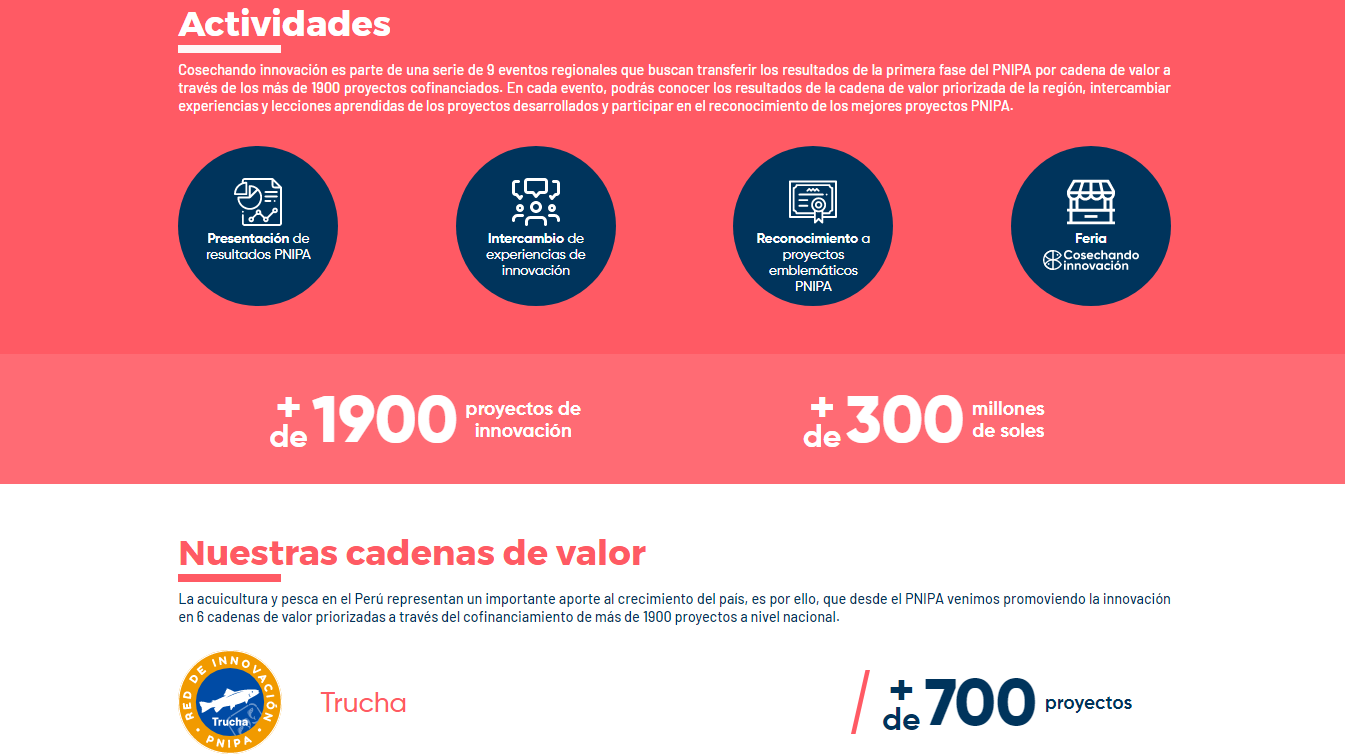 Actividades
Cosechando innovación es parte de una serie de 9 eventos regionales que buscan transferir los resultados de la primera fase del PNIPA por cadena de valor a
través de los más de 1900 proyectos cofinanciados. En cada evento, podrás conocer los resultados de la cadena de valor priorizada de la región, intercambiar
experiencias y lecciones aprendidas de los proyectos desarrollados y participar en el reconocimiento de los mejores proyectos PNIPA.
Presentación de
resultados PNIPA
Intercambio de
experiencias de
innovación
Reconocimiento a
proyectos
emblemáticos
PNIPA
Feria
Cosechando
innovación
+ de 1900 proyectos de
innovación
+ de 300 millones
de soles
Nuestras cadenas de valor
La acuicultura y pesca en el Perú representan un importante aporte al crecimiento del país, es por ello, que desde el PNIPA venimos promoviendo la innovación
en 6 cadenas de valor priorizadas a través del cofinanciamiento de más de 1900 proyectos a nivel nacional.
RED DE INNOVACIÓN
Trucha
PNIPA
Trucha
+ de 700 proyectos